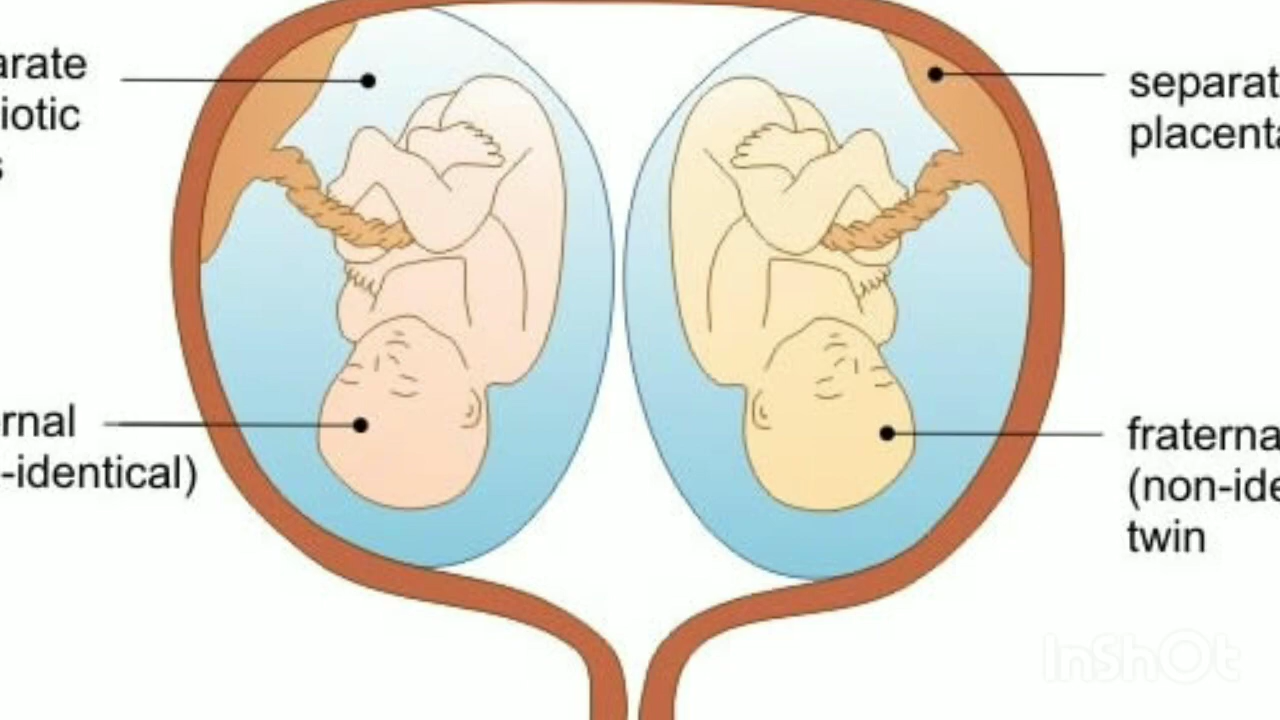 arate
iotic
s
separat
placenta
rnal
-identical)
fraterna
(non-ide
twin
InShOt